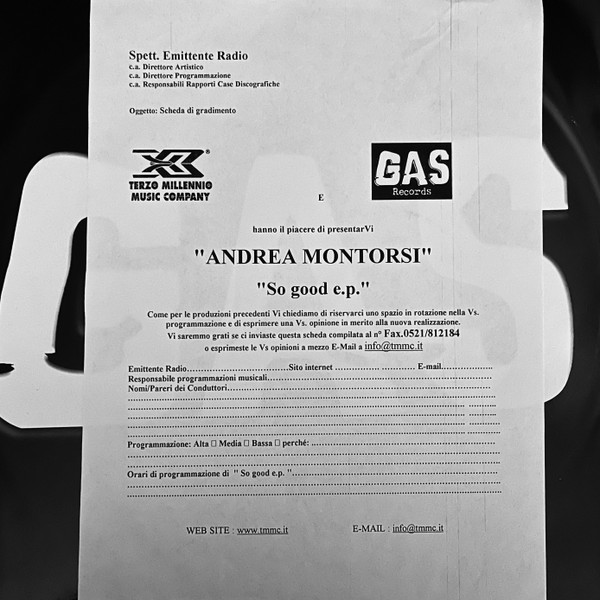 Spett. Emittente Radio
c.a. Direttore Artistico
c.a. Direttore Programmazione
c.a. Responsabili Rapporti Case Discografiche
Oggetto: Scheda di gradimento
®
TERZO MILLENNIO
MUSIC COMPANY
E
GAS
Records
hanno il piacere di presentarVi
"ANDREA MONTORSI"
"So good e.p."
Come per le produzioni precedenti Vi chiediamo di riservarci uno spazio in rotazione nella Vs.
programmazione e di esprimere una Vs. opinione in merito alla nuova realizzazione.
Vi saremmo grati se ci inviaste questa scheda compilata al n° Fax.0521/812184
o esprimeste le Vs opinioni a mezzo E-Mail a info@tmmc.it
Emittente Radio..............................Sito internet ........................ E-mail.................
Responsabile programmazioni musicali.......................................................
Nomi/Pareri dei Conduttori.................................................................
Programmazione: Alta □ Media □ Bassa □ perché: ..............................................
Orari di programmazione di " So good e.p."..................................................
WEB SITE : www.tmmc.it E-MAIL : info@tmmc.it
GAS